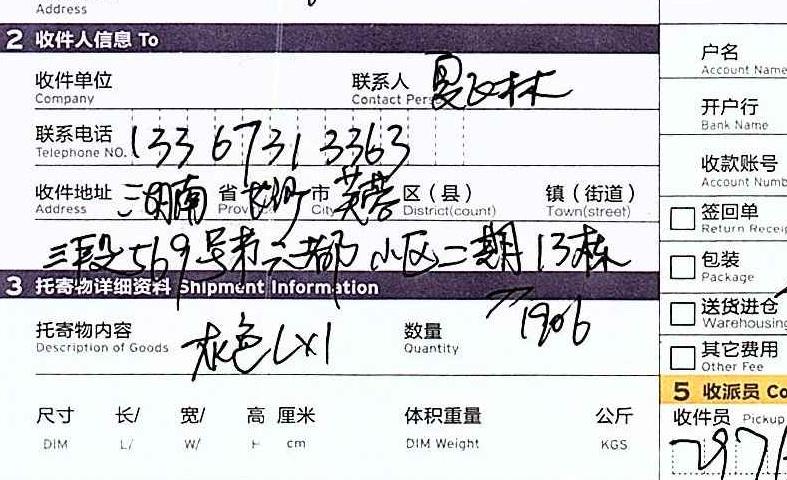 Address
2 收件人信息 To
收件单位
Company
联系人 夏 林
Contact Pers
联系电话 133 6731 3363
Telephone NO.
收件地址 湖南 省 长沙 市 芙蓉 区（县） 镇（街道）
Address Prov City District(count) Town(street)
三段569号第 都 小区二期13栋
3 托寄物详细资料 Shipment Information
1906
托寄物内容 灰色L×1 数量
Description of Goods Quantity
尺寸 长/ 宽/ 高 厘米 体积重量 公斤
DIM L/ W/ H cm DIM Weight KGS
户名
Account Name
开户行
Bank Name
收款账号
Account Numb
签回单
Return Receip
包装
Package
送货进仓
Warehousing
其它费用
Other Fee
5 收派员 Co
收件员 Pickup
297